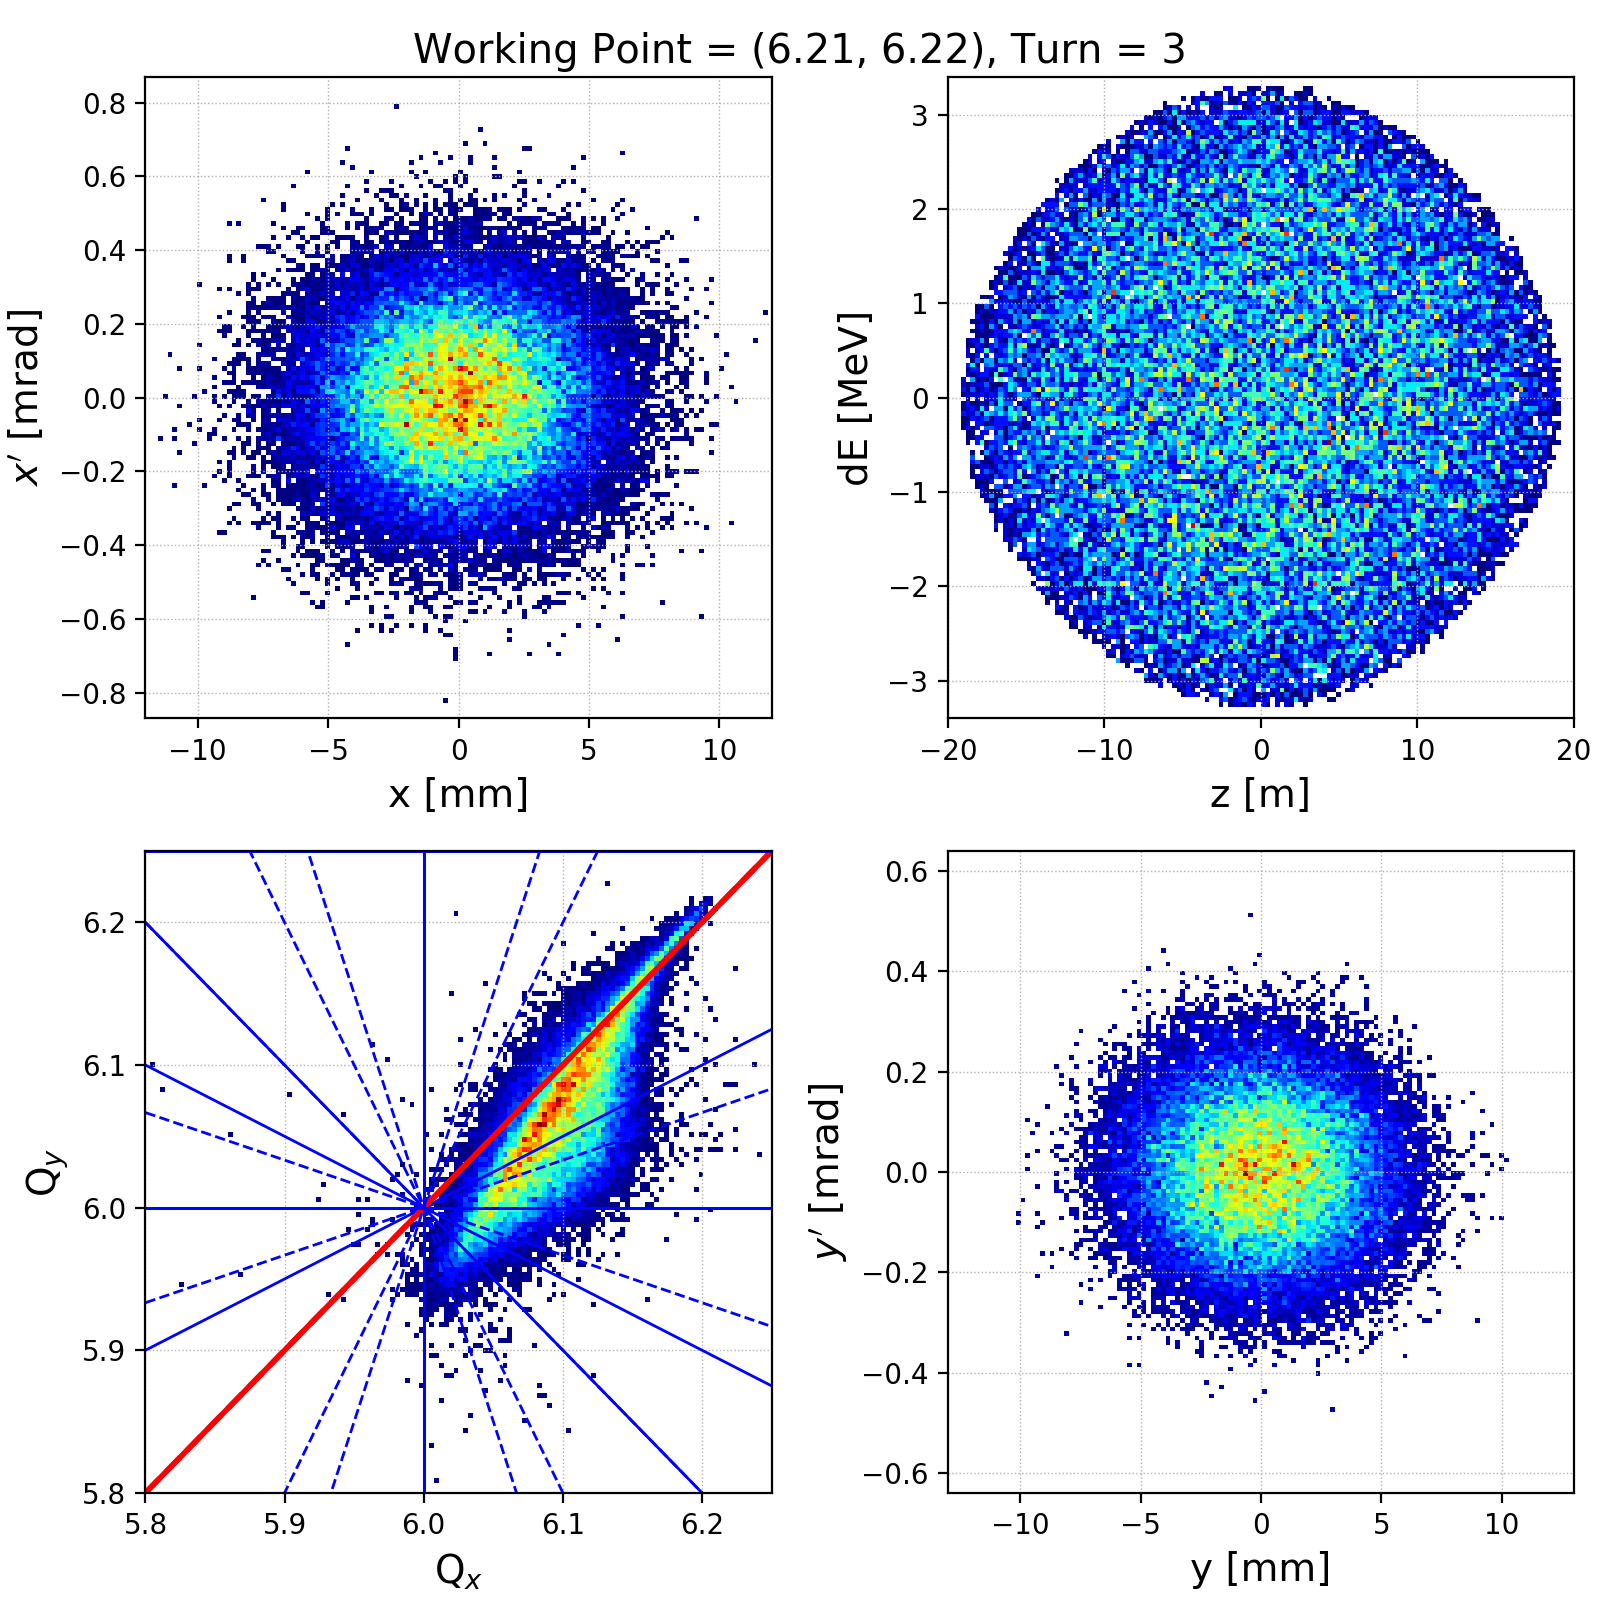 Working Point = (6.21, 6.22), Turn = 3
0.8
0.6
0.4
0.2
0.0
−0.2
−0.4
−0.6
−0.8
x′ [mrad]
−10 −5 0 5 10
x [mm]
3
2
1
0
−1
−2
−3
dE [MeV]
−20 −10 0 10 20
z [m]
6.2
6.1
6.0
5.9
5.8
Qy
5.8 5.9 6.0 6.1 6.2
Qx
0.6
0.4
0.2
0.0
−0.2
−0.4
−0.6
y′ [mrad]
−10 −5 0 5 10
y [mm]